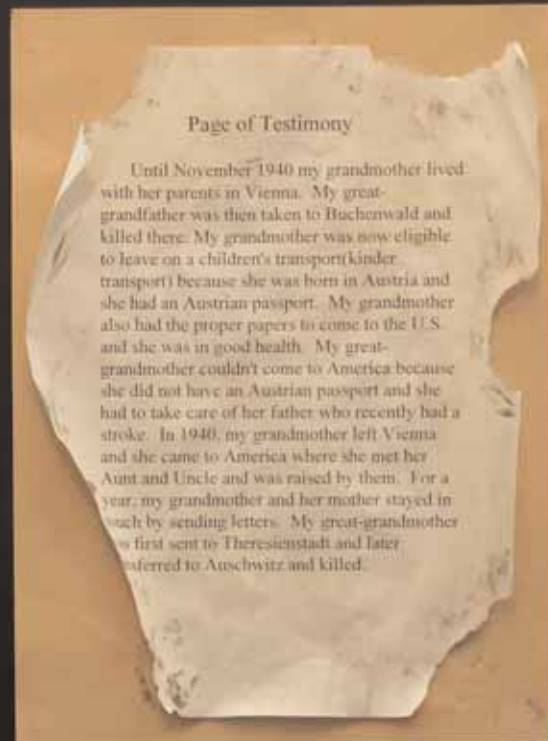 Page of Testimony
Until November 1940 my grandmother lived
with her parents in Vienna. My great-
grandfather was then taken to Buchenwald and
killed there. My grandmother was now eligible
to leave on a children's transport(kinder
transport) because she was born in Austria and
she had an Austrian passport. My grandmother
also had the proper papers to come to the U.S.
and she was in good health. My great-
grandmother couldn't come to America because
she did not have an Austrian passport and she
had to take care of her father who recently had a
stroke. In 1940, my grandmother left Vienna
and she came to America where she met her
Aunt and Uncle and was raised by them. For a
year, my grandmother and her mother stayed in
by sending letters. My great-grandmother
first sent to Theresienstadt and later
to Auschwitz and killed.